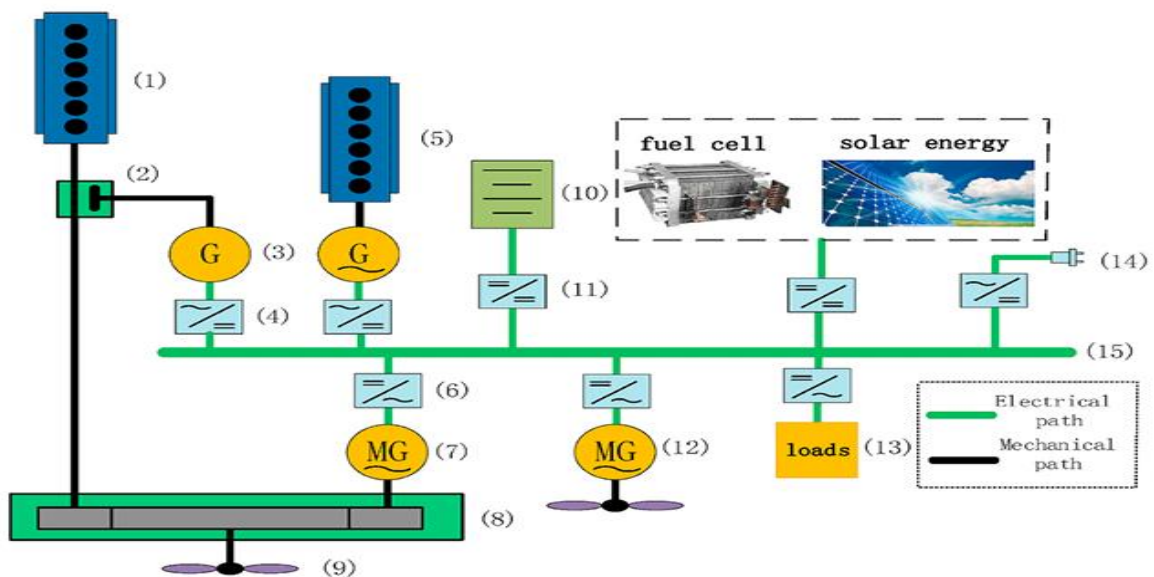 (1)
(2)
(5)
fuel cell
solar energy
(10)
G
(3)
G
(4)
(11)
(14)
(15)
(6)
Electrical
path
MG
(7)
MG
(12)
loads
(13)
Mechanical
path
(8)
(9)